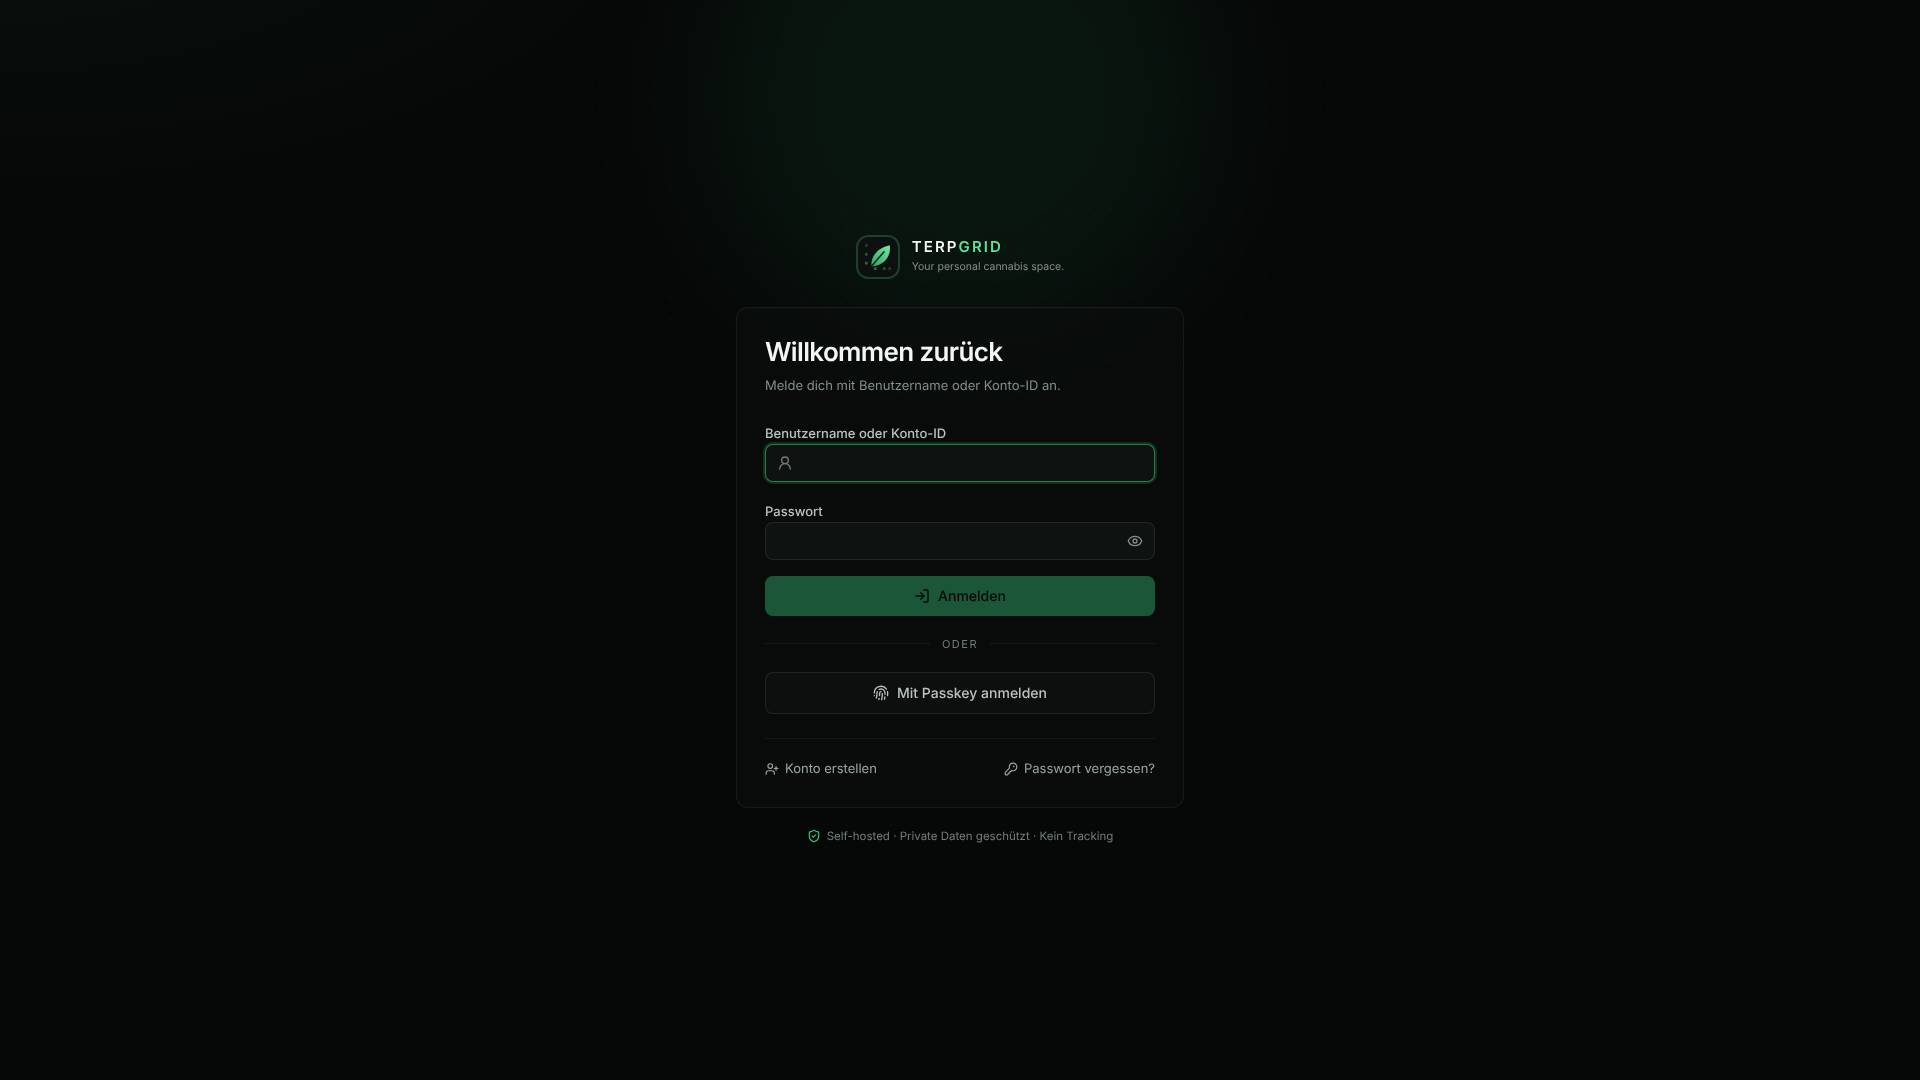 TERPGRID
Your personal cannabis space.
Willkommen zurück
Melde dich mit Benutzername oder Konto-ID an.
Benutzername oder Konto-ID
Passwort
Anmelden
ODER
Mit Passkey anmelden
Konto erstellen
Passwort vergessen?
Self-hosted · Private Daten geschützt · Kein Tracking